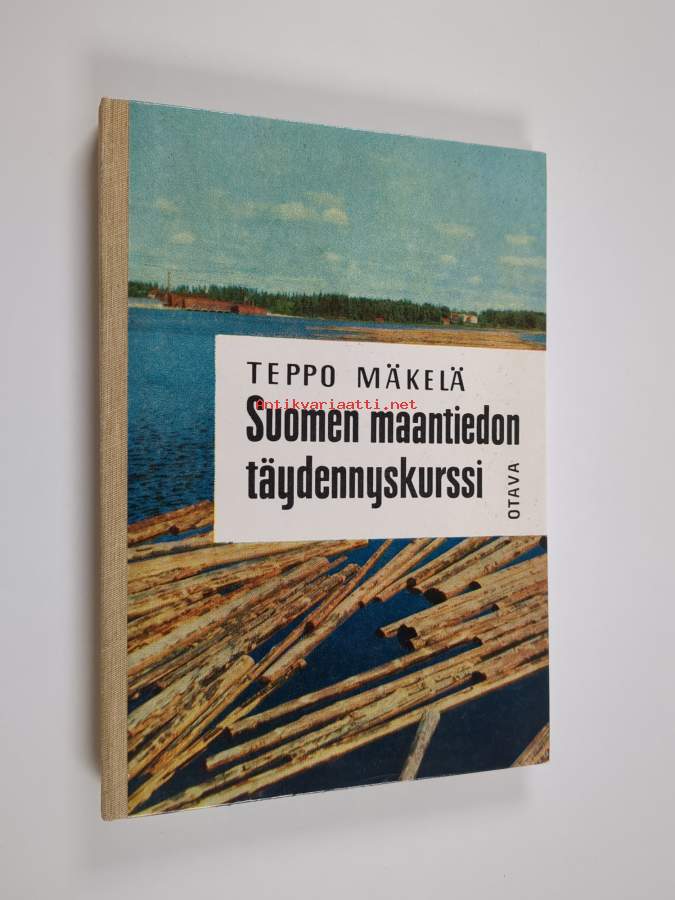 TEPPO MÄKELÄ
Antikvariaatti.net
Suomen maantiedon
täydennyskurssi
OTAVA